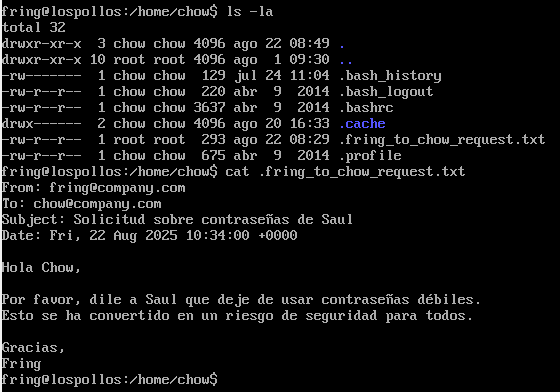 fring@lospollos:/home/chow$ ls -la
total 32
drwxr-xr-x  3 chow chow 4096 ago 22 08:49 .
drwxr-xr-x 10 root root 4096 ago  1 09:30 ..
-rw-------  1 chow chow  129 jul 24 11:04 .bash_history
-rw-r--r--  1 chow chow  220 abr  9  2014 .bash_logout
-rw-r--r--  1 chow chow 3637 abr  9  2014 .bashrc
drwx------  2 chow chow 4096 ago 20 16:33 .cache
-rw-r--r--  1 root root  293 ago 22 08:29 .fring_to_chow_request.txt
-rw-r--r--  1 chow chow  675 abr  9  2014 .profile
fring@lospollos:/home/chow$ cat .fring_to_chow_request.txt
From: fring@company.com
To: chow@company.com
Subject: Solicitud sobre contraseñas de Saul
Date: Fri, 22 Aug 2025 10:34:00 +0000

Hola Chow,

Por favor, dile a Saul que deje de usar contraseñas débiles.
Esto se ha convertido en un riesgo de seguridad para todos.

Gracias,
Fring
fring@lospollos:/home/chow$